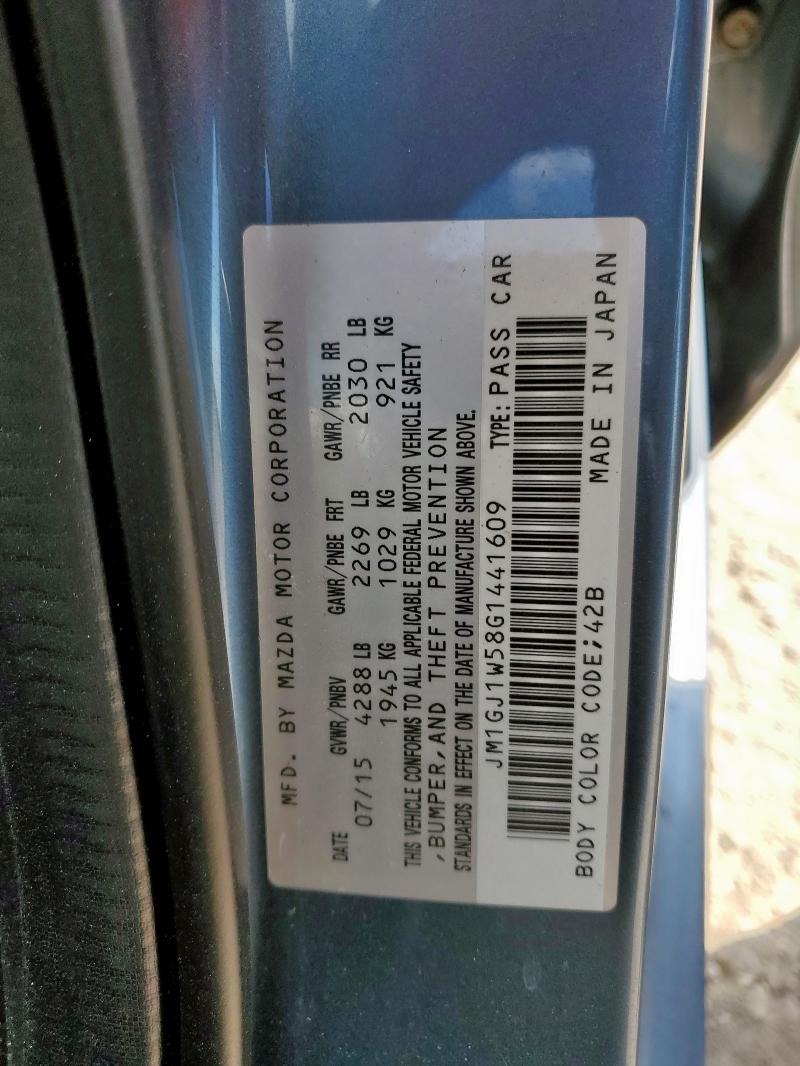 MFD. BY MAZDA MOTOR CORPORATION
DATE GVWR/PNBV GAWR/PNBE FRT GAWR/PNBE RR
07/15 4288 LB 2269 LB 2030 LB
1945 KG 1029 KG 921 KG
THIS VEHICLE CONFORMS TO ALL APPLICABLE FEDERAL MOTOR VEHICLE SAFETY
,BUMPER,AND THEFT PREVENTION
STANDARDS IN EFFECT ON THE DATE OF MANUFACTURE SHOWN ABOVE.
JM1GJ1W58G1441609 TYPE: PASS CAR
BODY COLOR CODE;42B MADE IN JAPAN